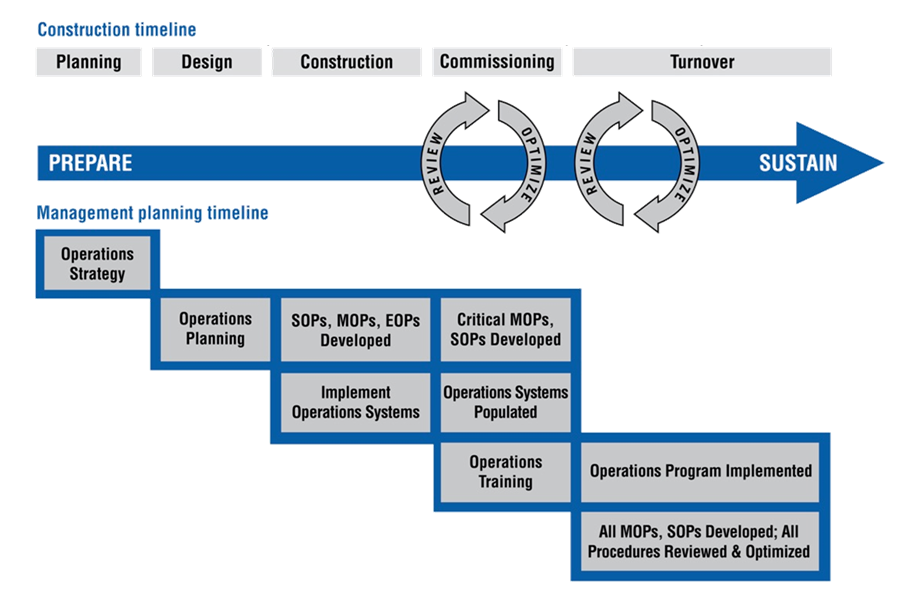 Construction timeline
Planning
Design
Construction
Commissioning
Turnover
PREPARE
REVIEW
OPTIMIZE
REVIEW
OPTIMIZE
SUSTAIN
Management planning timeline
Operations
Strategy
Operations
Planning
SOPs, MOPs, EOPs
Developed
Critical MOPs,
SOPs Developed
Implement
Operations Systems
Operations Systems
Populated
Operations
Training
Operations Program Implemented
All MOPs, SOPs Developed; All
Procedures Reviewed & Optimized